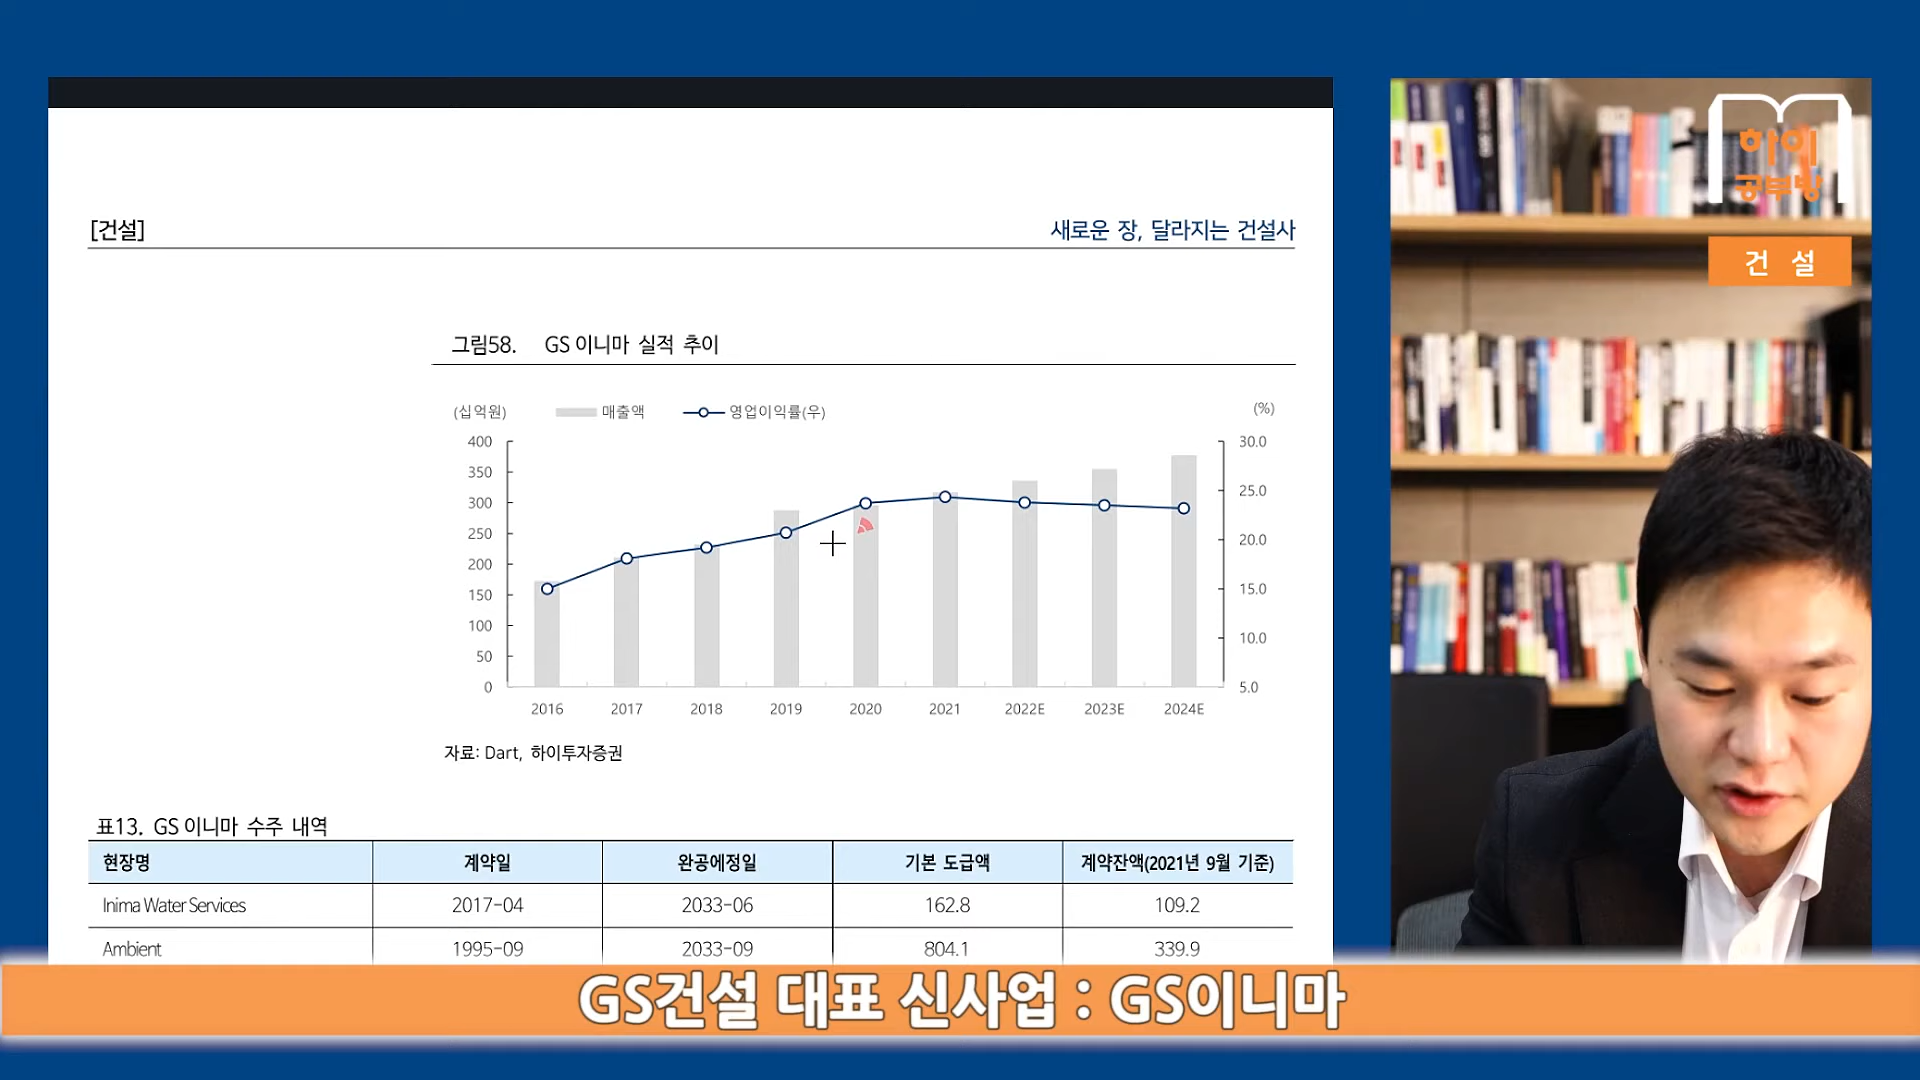 하이
공부방
건 설
[건설]
새로운 장, 달라지는 건설사
그림58. GS 이니마 실적 추이
(십억원) 매출액 영업이익률(우) (%)
400 30.0
350
300 25.0
250
200 20.0
150 15.0
100 10.0
50
0 5.0
2016 2017 2018 2019 2020 2021 2022E 2023E 2024E
자료: Dart, 하이투자증권
표13. GS 이니마 수주 내역
현장명 계약일 완공예정일 기본 도급액 계약잔액(2021년 9월 기준)
Inima Water Services 2017-04 2033-06 162.8 109.2
Ambient 1995-09 2033-09 804.1 339.9
GS건설 대표 신사업 : GS이니마